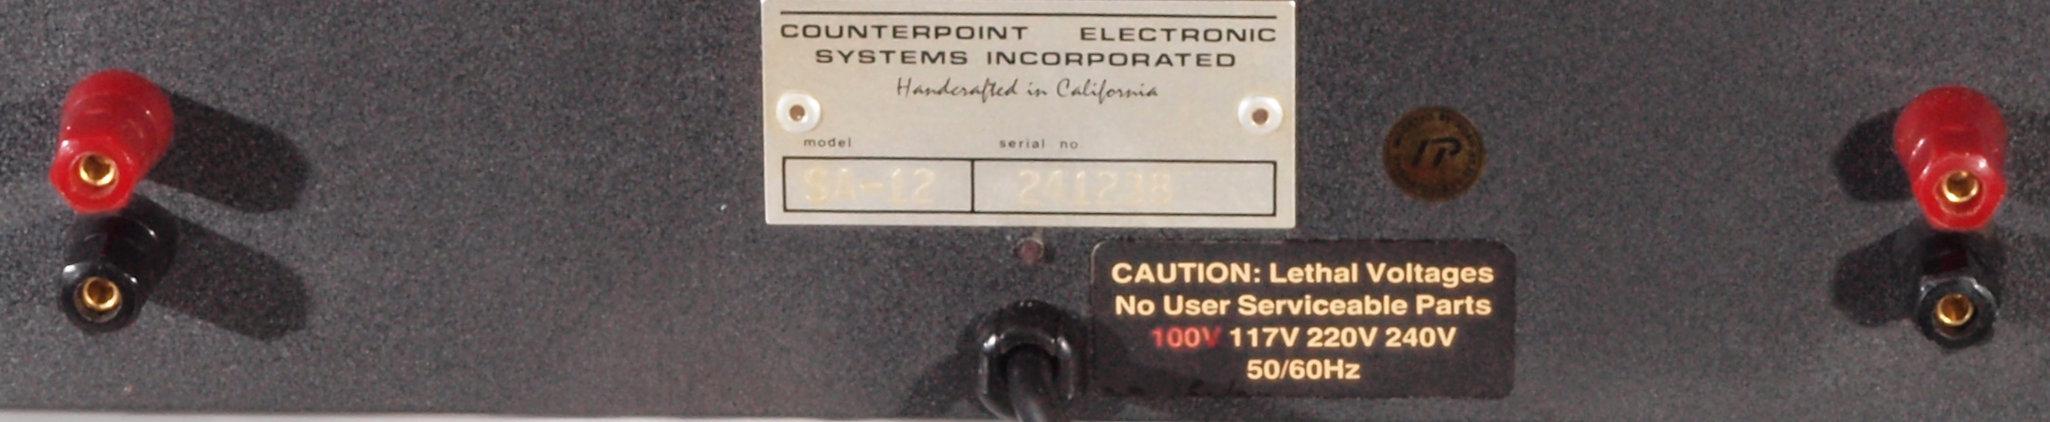 COUNTERPOINT ELECTRONIC
SYSTEMS INCORPORATED
Handcrafted in California
model serial no
SA-12 241238
CAUTION: Lethal Voltages
No User Serviceable Parts
100V 117V 220V 240V
50/60Hz